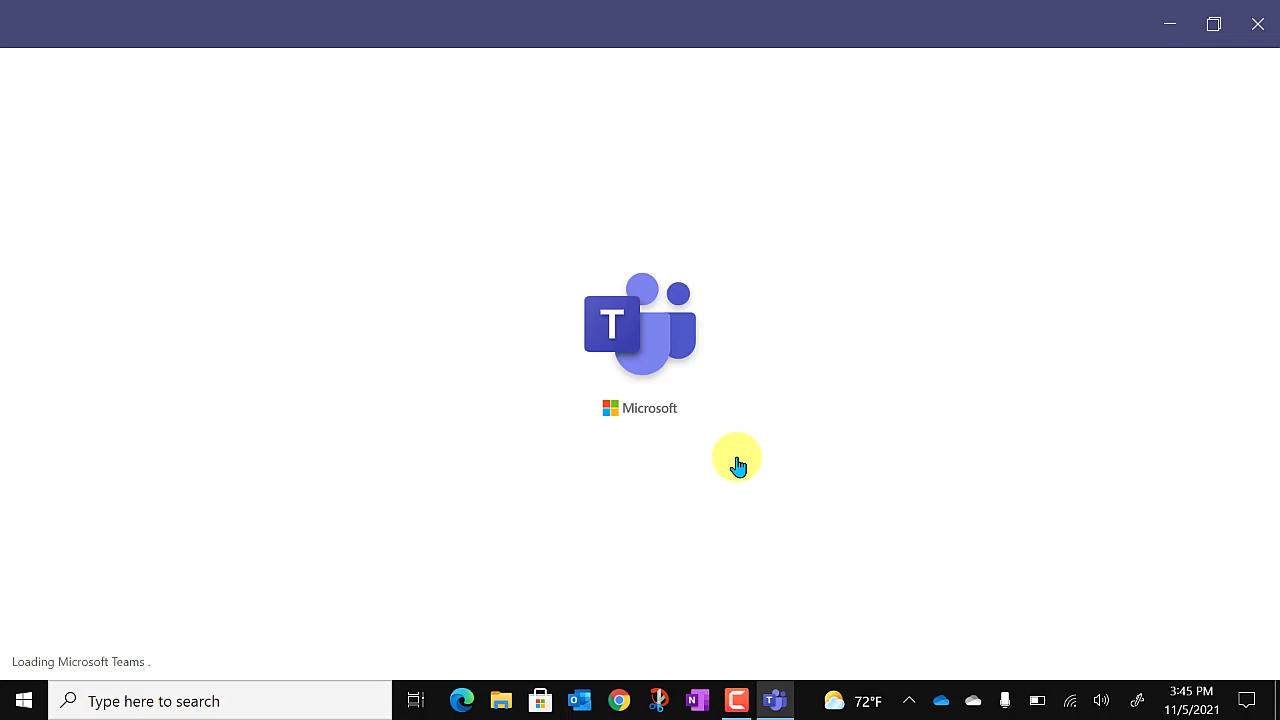 T
Microsoft
Loading Microsoft Teams .
Type here to search
N
T
72°F
3:45 PM
11/5/2021